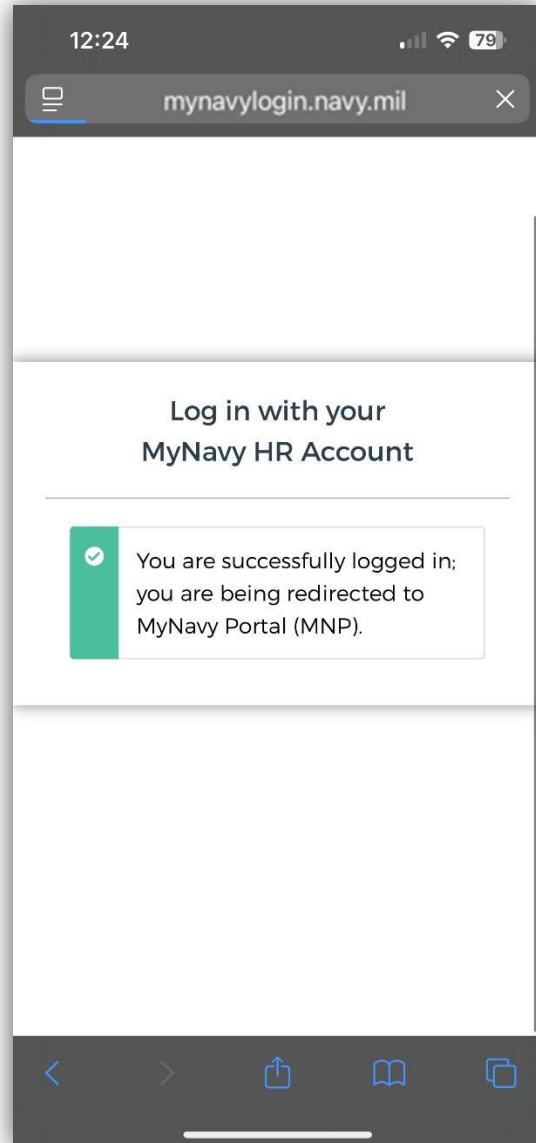 12:24
79
mynavylogin.navy.mil
Log in with your
MyNavy HR Account
You are successfully logged in;
you are being redirected to
MyNavy Portal (MNP).